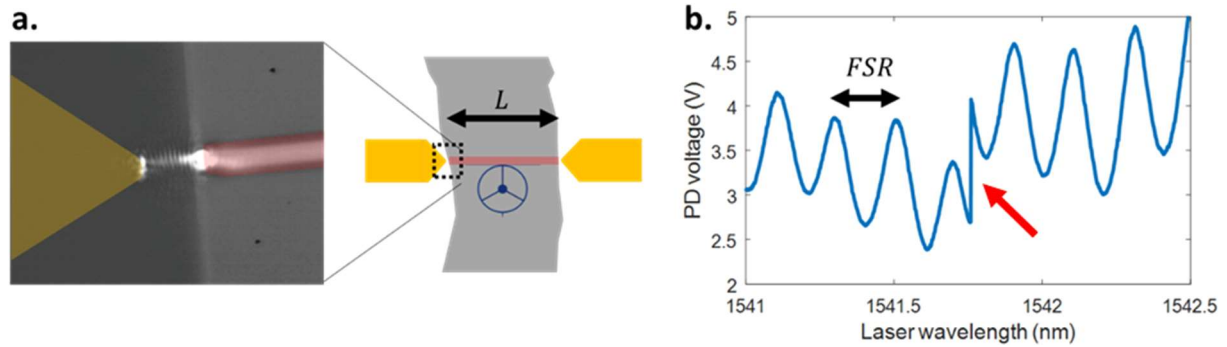 a.
L
b.
FSR
PD voltage (V)
5
4.5
4
3.5
3
2.5
2
1541
1541.5
1542
1542.5
Laser wavelength (nm)